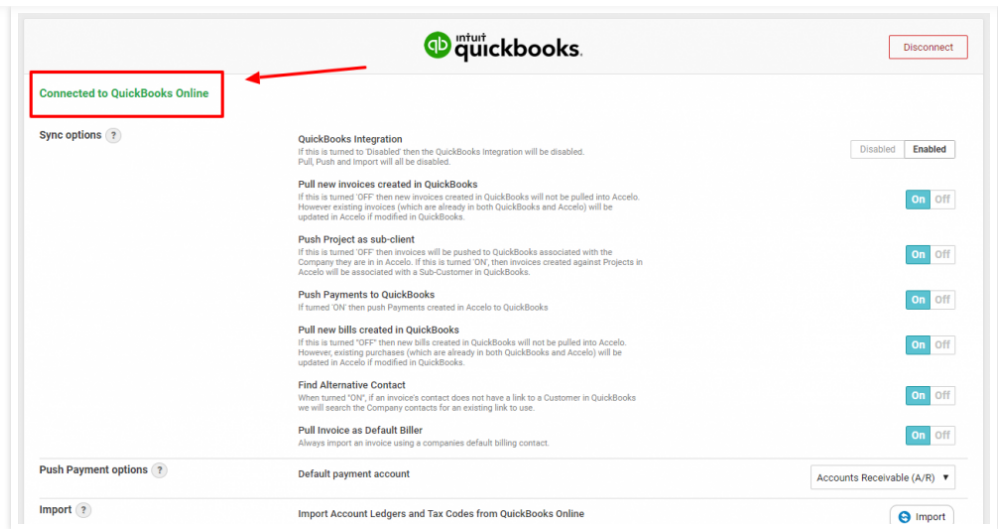 intuit
qb quickbooks.
Disconnect
Connected to QuickBooks Online
Sync options ?
QuickBooks Integration
If this is turned to 'Disabled' then the QuickBooks Integration will be disabled.
Pull, Push and Import will all be disabled.
Disabled Enabled
Pull new invoices created in QuickBooks
If this is turned 'OFF' then new invoices created in QuickBooks will not be pulled into Accelo.
However existing invoices (which are already in both QuickBooks and Accelo) will be
updated in Accelo if modified in QuickBooks.
On Off
Push Project as sub-client
If this is turned 'OFF' then invoices will be pushed to QuickBooks associated with the
Company they are in in Accelo. If this is turned 'ON', then invoices created against Projects in
Accelo will be associated with a Sub-Customer in QuickBooks.
On Off
Push Payments to QuickBooks
If turned 'ON' then push Payments created in Accelo to QuickBooks
On Off
Pull new bills created in QuickBooks
If this is turned "OFF" then new bills created in QuickBooks will not be pulled into Accelo.
However, existing purchases (which are already in both QuickBooks and Accelo) will be
updated in Accelo if modified in QuickBooks.
On Off
Find Alternative Contact
When turned "ON", if an invoice's contact does not have a link to a Customer in QuickBooks
we will search the Company contacts for an existing link to use.
On Off
Pull Invoice as Default Biller
Always import an invoice using a companies default billing contact.
On Off
Push Payment options ?
Default payment account
Accounts Receivable (A/R)
Import ?
Import Account Ledgers and Tax Codes from QuickBooks Online
Import